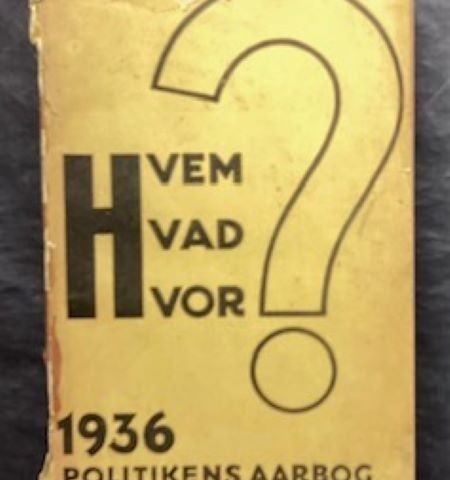 HVEM
HVAD
HVOR
?
1936
POLITIKENS AARBOG